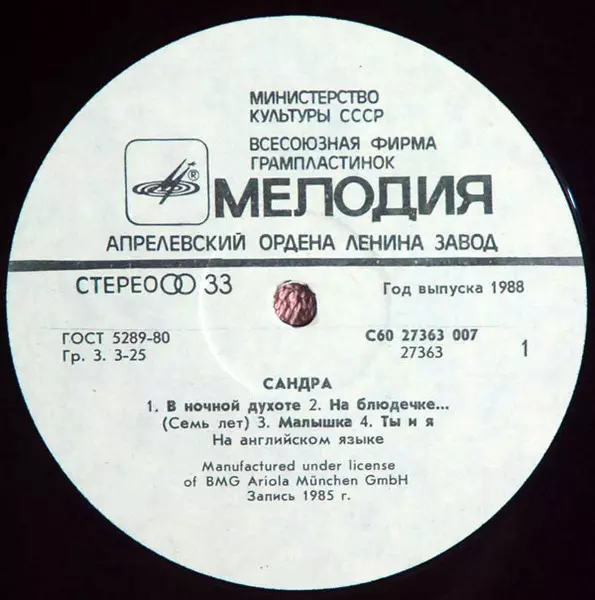 МИНИСТЕРСТВО
КУЛЬТУРЫ СССР
ВСЕСОЮЗНАЯ ФИРМА
ГРАМПЛАСТИНОК
®
МЕЛОДИЯ
АПРЕЛЕВСКИЙ ОРДЕНА ЛЕНИНА ЗАВОД
СТЕРЕО 33
Год выпуска 1988
ГОСТ 5289-80
Гр. 3. 3-25
С60 27363 007
27363
1
САНДРА
1. В ночной духоте 2. На блюдечке...
(Семь лет) 3. Малышка 4. Ты и я
На английском языке
Manufactured under license
of BMG Ariola München GmbH
Запись 1985 г.